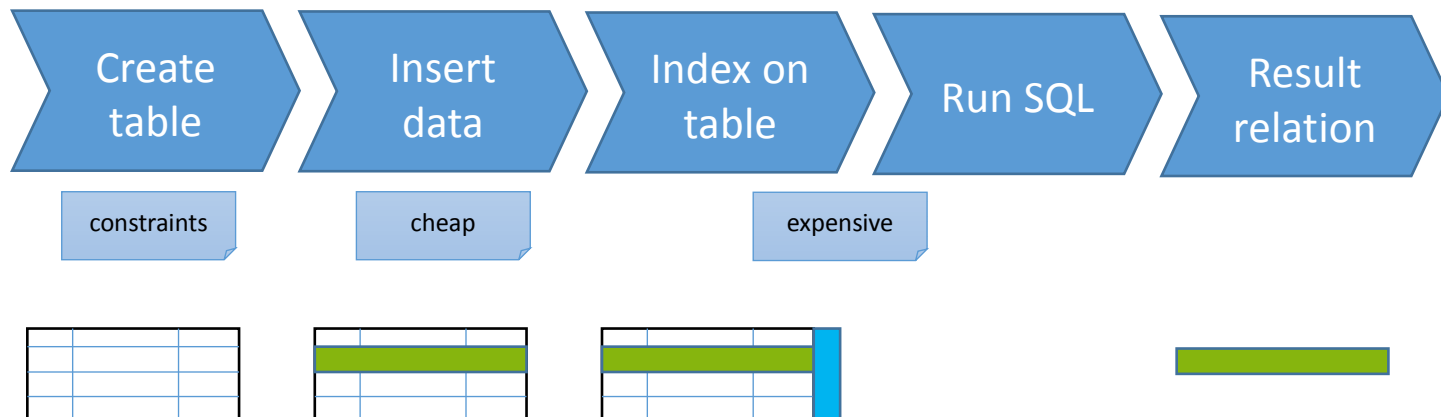 Create
table
Insert
data
Index on
table
Run SQL
Result
relation
constraints
cheap
expensive